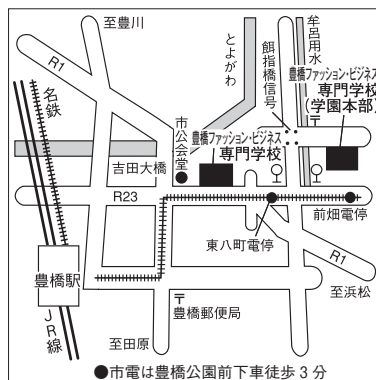 至豊川
R1
とよがわ
餌指橋信号
牟呂用水
豊橋ファッション・ビジネス
専門学校
(学園本部)
〒
名鉄
市公会堂
豊橋ファッション・ビジネス
専門学校
吉田大橋
R23
前畑電停
東八町電停
R1
豊橋駅
至浜松
〒
豊橋郵便局
JR線
至田原
●市電は豊橋公園前下車徒歩3分